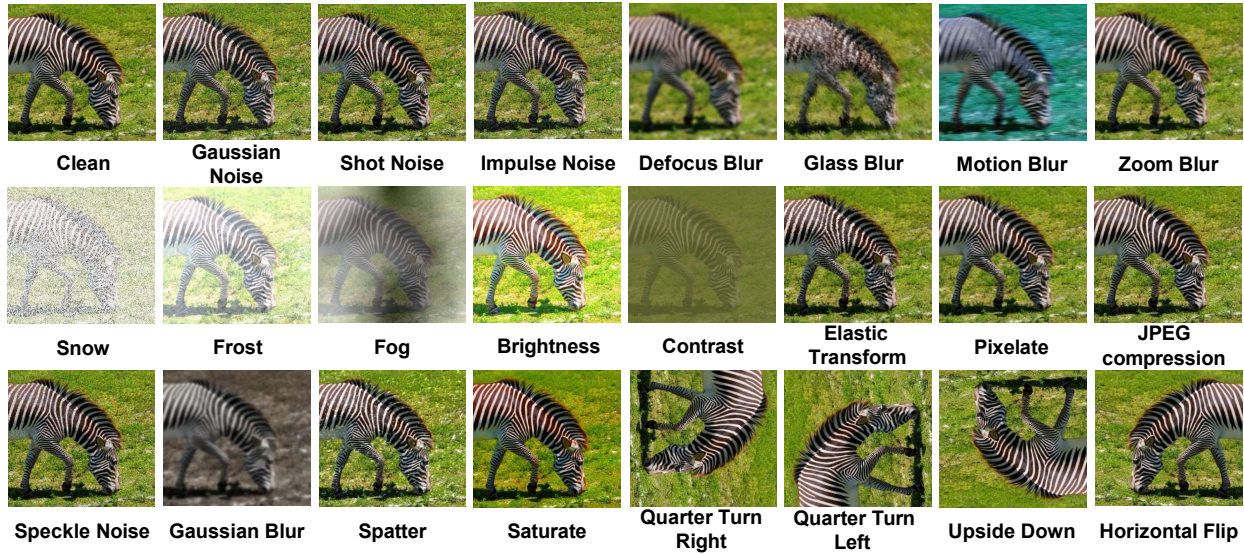 Clean
Gaussian
Noise
Shot Noise
Impulse Noise
Defocus Blur
Glass Blur
Motion Blur
Zoom Blur
Snow
Frost
Fog
Brightness
Contrast
Elastic
Transform
Pixelate
JPEG
compression
Speckle Noise
Gaussian Blur
Spatter
Saturate
Quarter Turn
Right
Quarter Turn
Left
Upside Down
Horizontal Flip